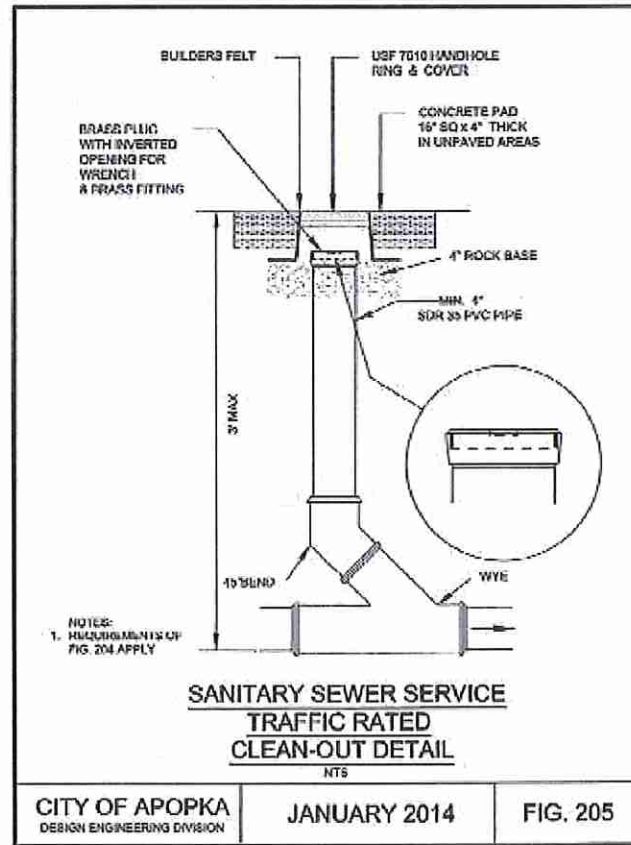 BUILDERS FELT
USF 7610 HANDHOLE
RING & COVER
CONCRETE PAD
16" SQ x 4" THICK
IN UNPAVED AREAS
BRASS PLUG
WITH INVERTED
OPENING FOR
WRENCH
& BRASS FITTING
4" ROCK BASE
MIN. 4"
SDR 35 PVC PIPE
3' MAX
45°BEND
WYE
NOTES:
1. REQUIREMENTS OF
FIG. 204 APPLY
SANITARY SEWER SERVICE
TRAFFIC RATED
CLEAN-OUT DETAIL
NTS
CITY OF APOPKA
DESIGN ENGINEERING DIVISION
JANUARY 2014
FIG. 205